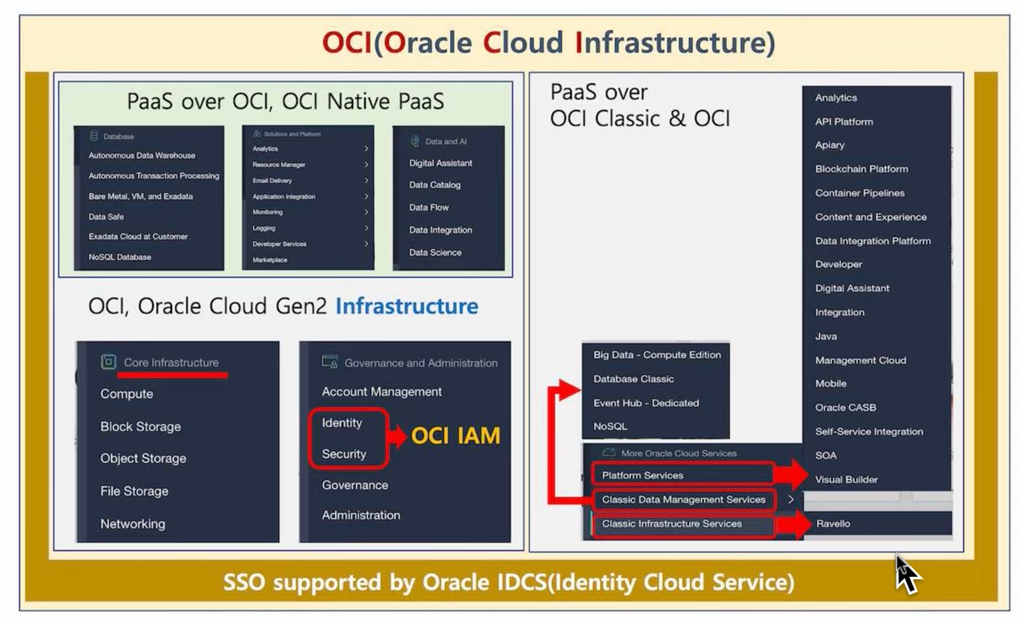 OCI(Oracle Cloud Infrastructure)
PaaS over OCI, OCI Native PaaS
Database
Autonomous Data Warehouse
Autonomous Transaction Processing
Bare Metal, VM, and Exadata
Data Safe
Exadata Cloud at Customer
NoSQL Database
Solutions and Platform
Analytics
Resource Manager
Email Delivery
Application Integration
Monitoring
Logging
Developer Services
Marketplace
Data and AI
Digital Assistant
Data Catalog
Data Flow
Data Integration
Data Science
OCI, Oracle Cloud Gen2 Infrastructure
Core Infrastructure
Compute
Block Storage
Object Storage
File Storage
Networking
Governance and Administration
Account Management
Identity
Security
OCI IAM
Governance
Administration
PaaS over
OCI Classic & OCI
Big Data - Compute Edition
Database Classic
Event Hub - Dedicated
NoSQL
More Oracle Cloud Services
Platform Services
Classic Data Management Services
Classic Infrastructure Services
Analytics
API Platform
Apiary
Blockchain Platform
Container Pipelines
Content and Experience
Data Integration Platform
Developer
Digital Assistant
Integration
Java
Management Cloud
Mobile
Oracle CASB
Self-Service Integration
SOA
Visual Builder
Ravello
SSO supported by Oracle IDCS(Identity Cloud Service)